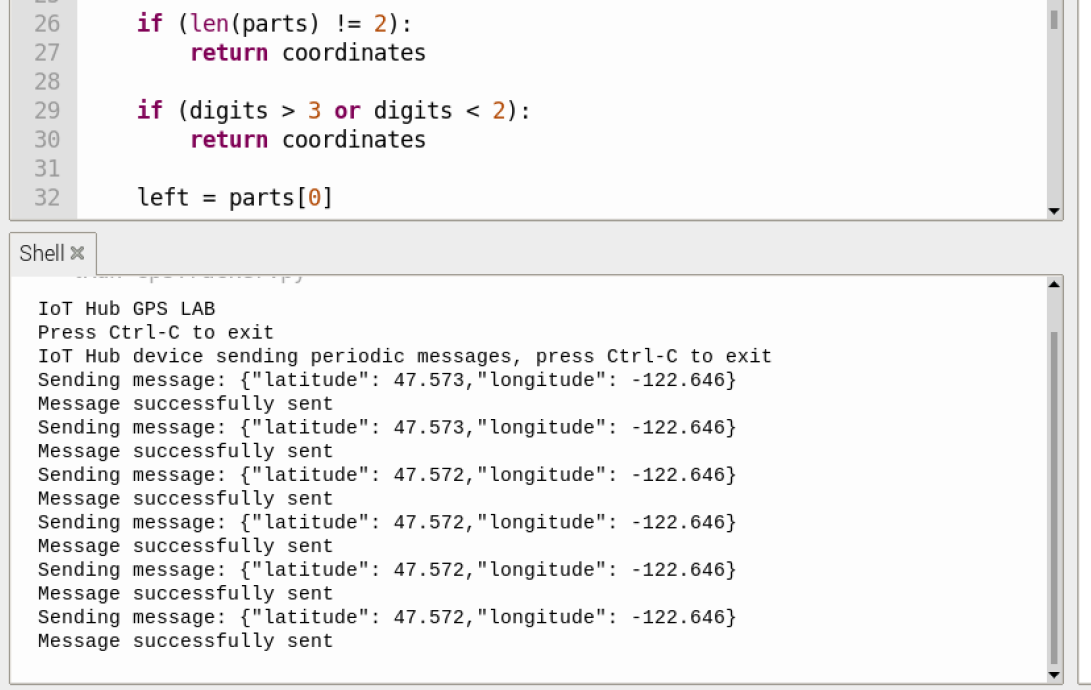 26 if (len(parts) != 2):
27 return coordinates
28
29 if (digits > 3 or digits < 2):
30 return coordinates
31
32 left = parts[0]
Shell
IoT Hub GPS LAB
Press Ctrl-C to exit
IoT Hub device sending periodic messages, press Ctrl-C to exit
Sending message: {"latitude": 47.573,"longitude": -122.646}
Message successfully sent
Sending message: {"latitude": 47.573,"longitude": -122.646}
Message successfully sent
Sending message: {"latitude": 47.572,"longitude": -122.646}
Message successfully sent
Sending message: {"latitude": 47.572,"longitude": -122.646}
Message successfully sent
Sending message: {"latitude": 47.572,"longitude": -122.646}
Message successfully sent
Sending message: {"latitude": 47.572,"longitude": -122.646}
Message successfully sent